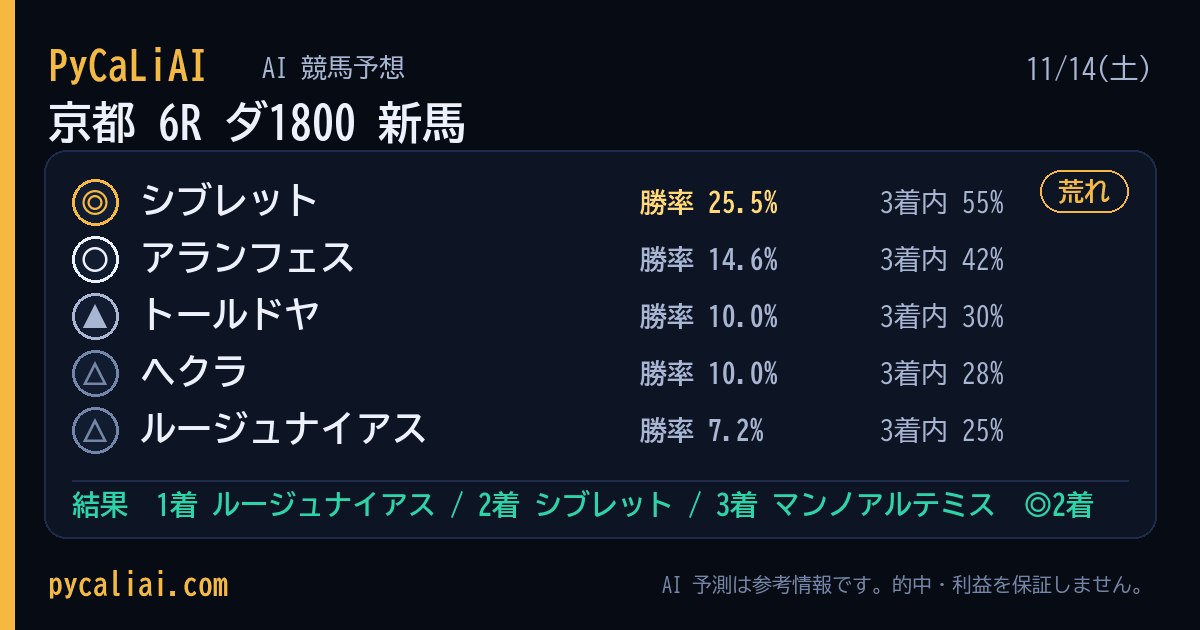 PyCaLiAI AI 競馬予想 11/14(土)
京都 6R ダ1800 新馬
◎ シブレット 勝率 25.5% 3着内 55% 荒れ
○ アランフェス 勝率 14.6% 3着内 42%
▲ トールドヤ 勝率 10.0% 3着内 30%
△ ヘクラ 勝率 10.0% 3着内 28%
△ ルージュナイアス 勝率 7.2% 3着内 25%
結果 1着 ルージュナイアス / 2着 シブレット / 3着 マンノアルテミス ◎2着
pycaliai.com AI 予測は参考情報です。的中・利益を保証しません。